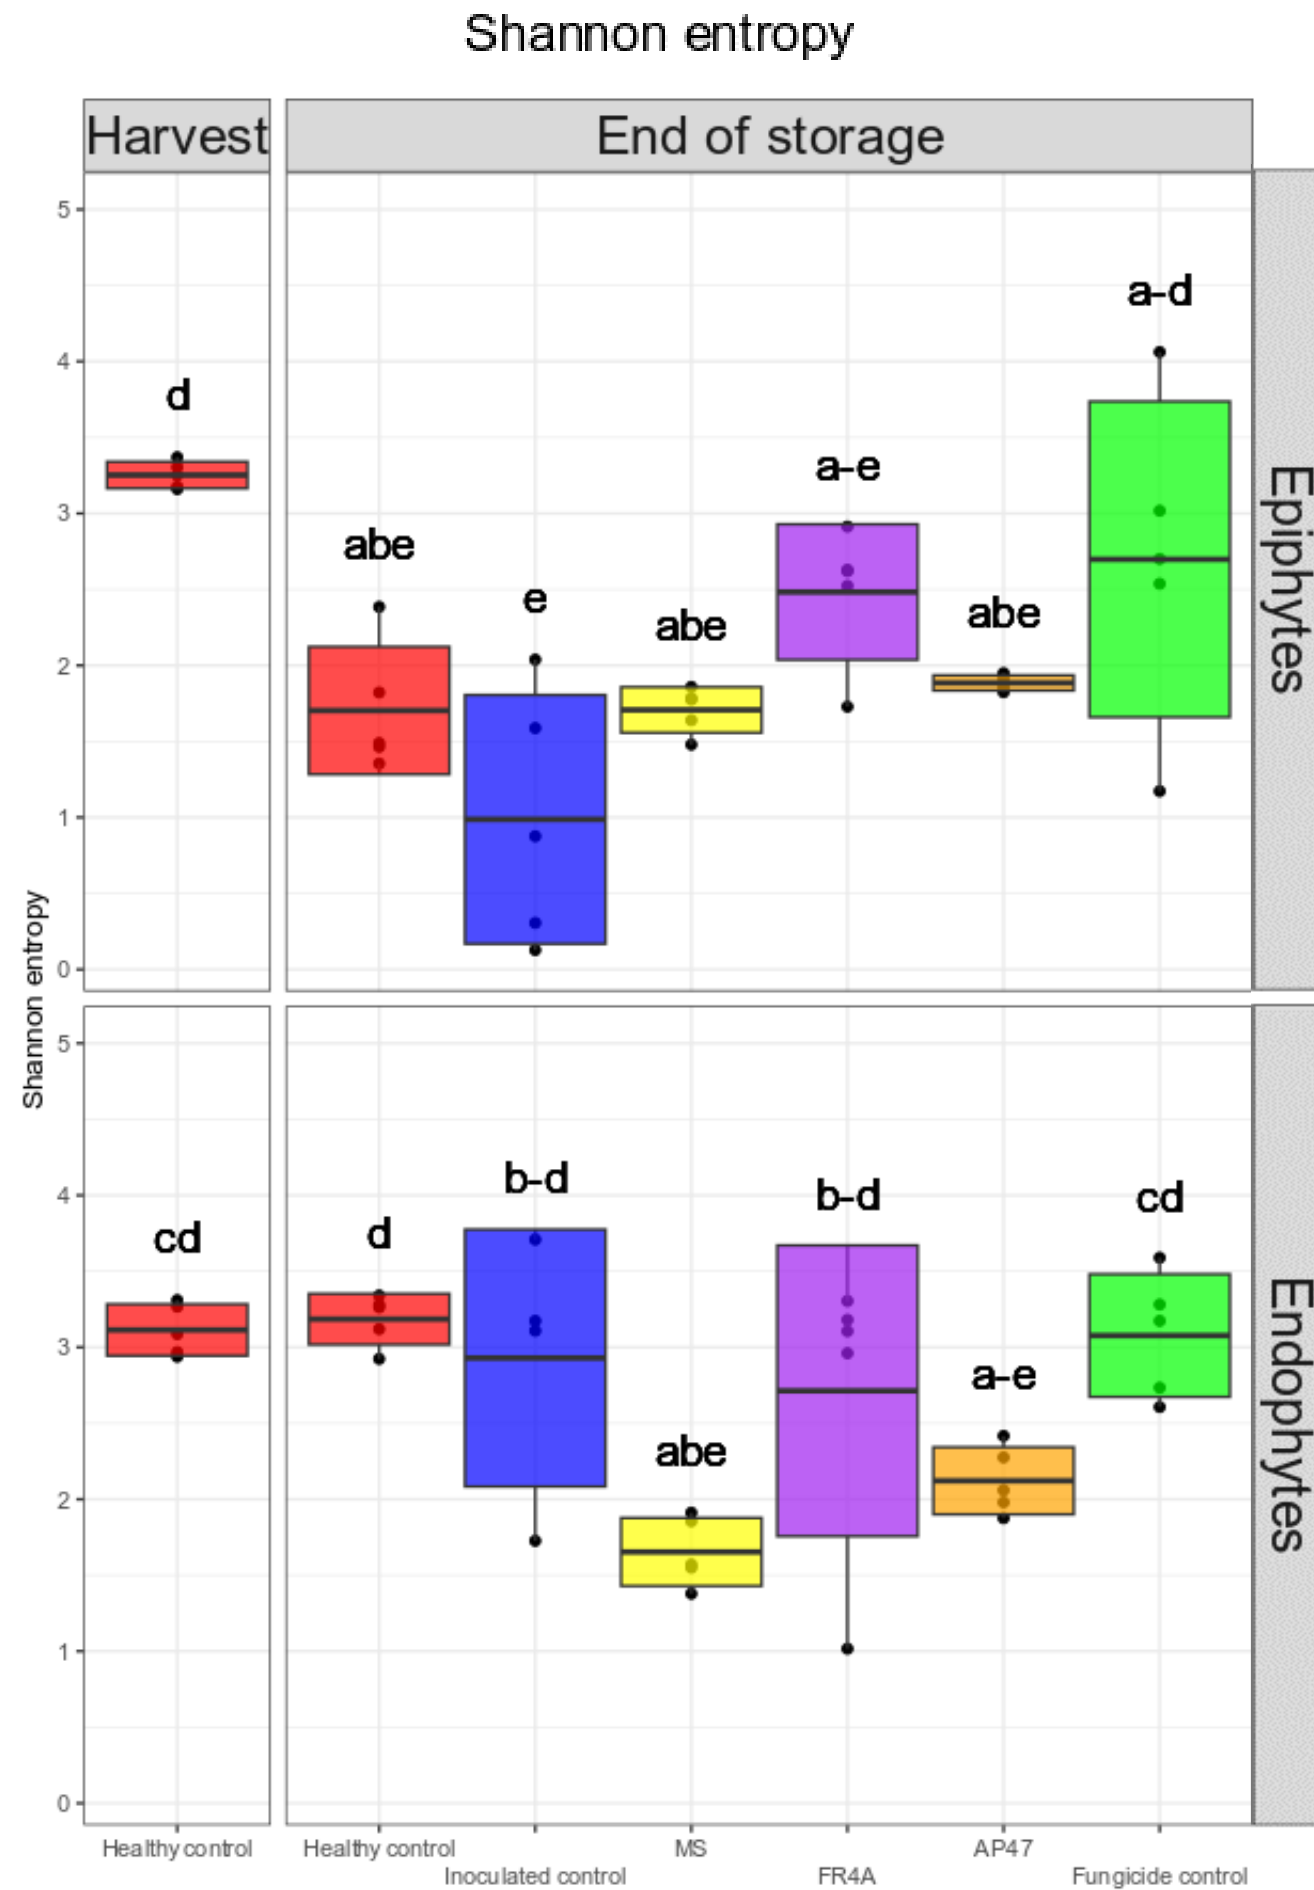 Shannon entropy
Harvest
End of storage
Shannon entropy
5
4
3
2
1
0
d
abe
e
abe
a-e
abe
a-d
Epiphytes
5
4
3
2
1
0
cd
d
b-d
abe
b-d
a-e
cd
Endophytes
Healthy control
Healthy control
Inoculated control
MS
FR4A
AP47
Fungicide control